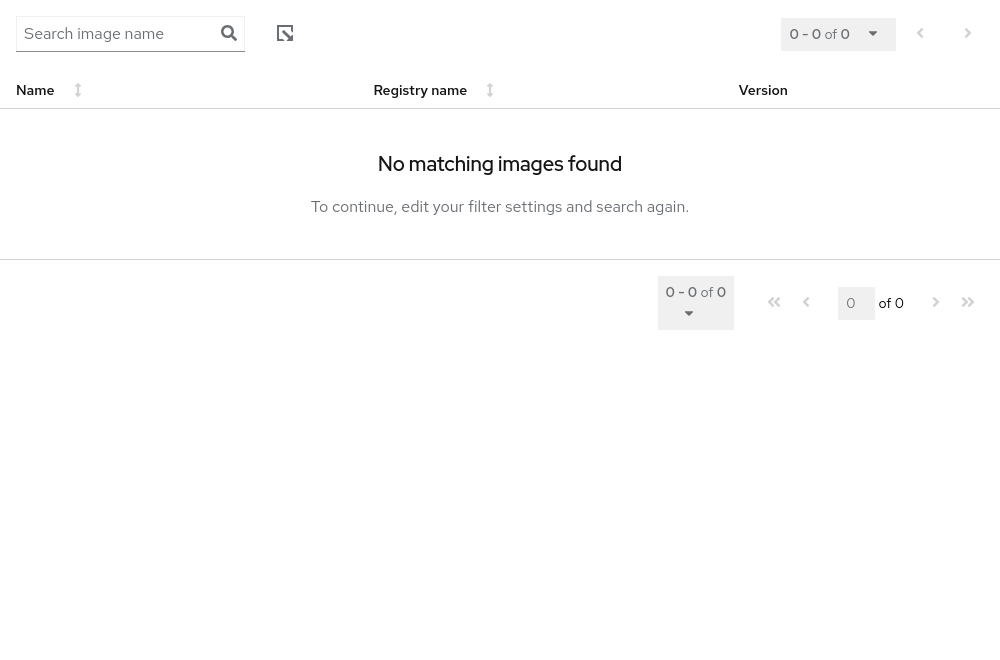 Search image name
0 - 0 of 0
Name
Registry name
Version
No matching images found
To continue, edit your filter settings and search again.
0 - 0 of 0
0 of 0